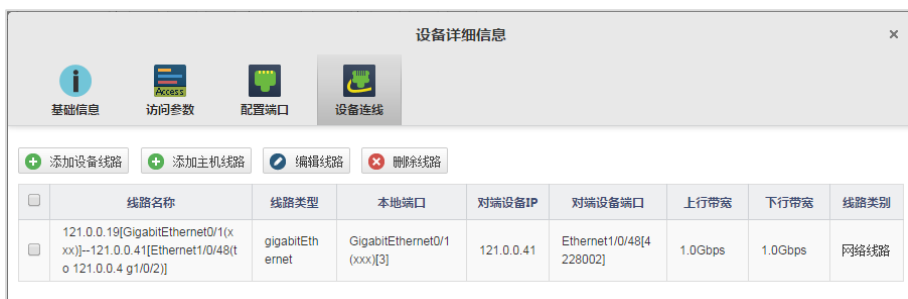 设备详细信息
×
Access
基础信息 访问参数 配置端口 设备连线
添加设备线路 添加主机线路 编辑线路 删除线路
线路名称 线路类型 本地端口 对端设备IP 对端设备端口 上行带宽 下行带宽 线路类别
121.0.0.19[GigabitEthernet0/1(x
xx)]--121.0.0.41[Ethernet1/0/48(t
o 121.0.0.4 g1/0/2)]
gigabitEth
ernet
GigabitEthernet0/1
(xxx)[3]
121.0.0.41
Ethernet1/0/48[4
228002]
1.0Gbps
1.0Gbps
网络线路